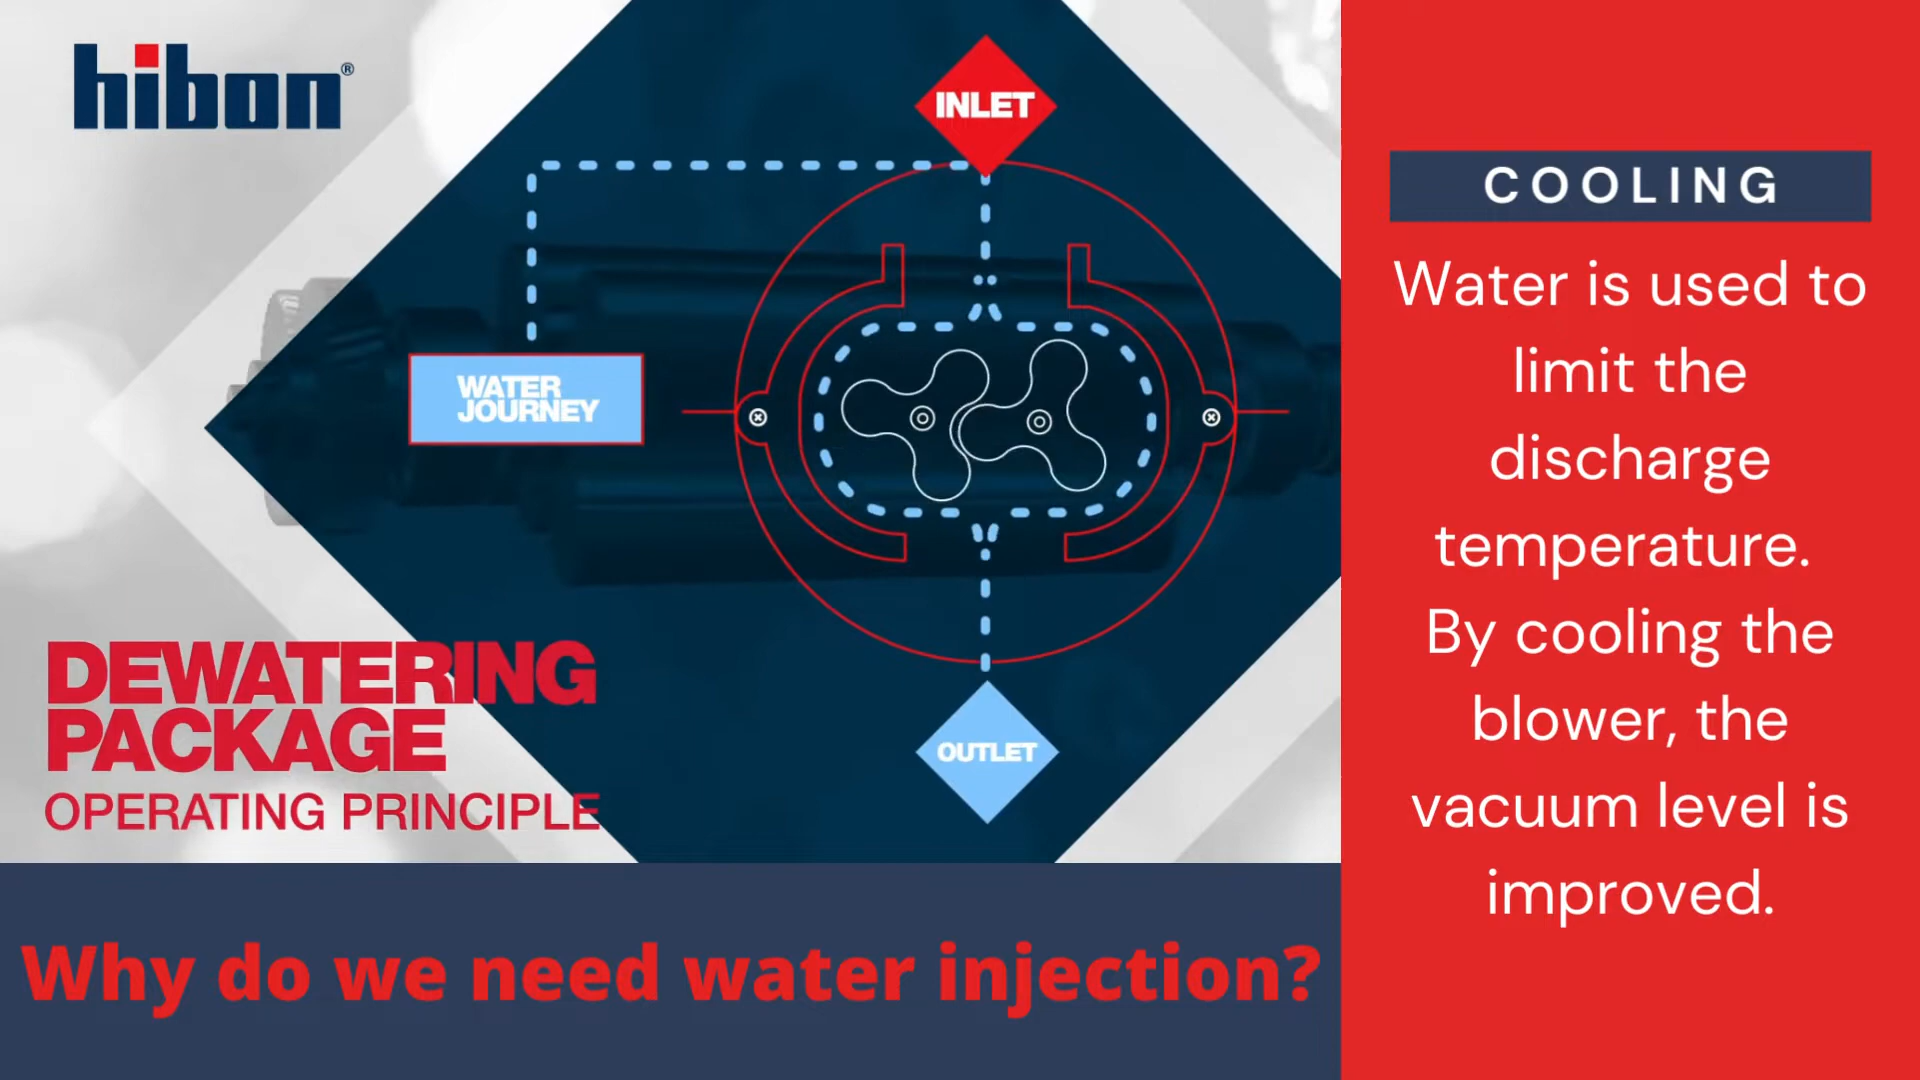 hibon®
INLET
WATER
JOURNEY
OUTLET
DEWATERING
PACKAGE
OPERATING PRINCIPLE
Why do we need water injection?
COOLING
Water is used to
limit the
discharge
temperature.
By cooling the
blower, the
vacuum level is
improved.